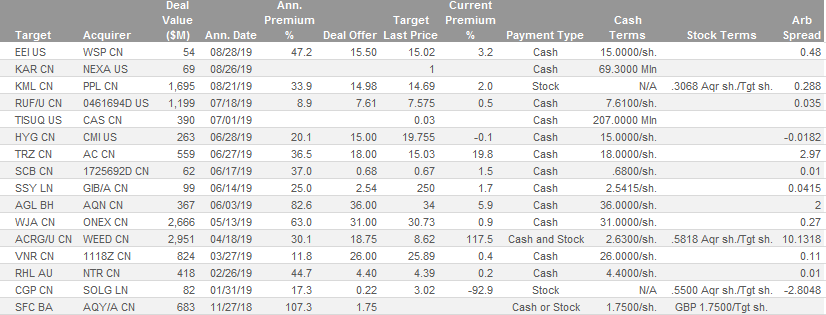 Deal Ann. Current
Value Premium Target Premium Cash Arb
Target Acquirer ($M) Ann. Date % Deal Offer Last Price % Payment Type Terms Stock Terms Spread
EEI US WSP CN 54 08/28/19 47.2 15.50 15.02 3.2 Cash 15.0000/sh. 0.48
KAR CN NEXA US 69 08/26/19 1 Cash 69.3000 Mln
KML CN PPL CN 1,695 08/21/19 33.9 14.98 14.69 2.0 Stock N/A .3068 Aqr sh./Tgt sh. 0.288
RUF/U CN 0461694D US 1,199 07/18/19 8.9 7.61 7.575 0.5 Cash 7.6100/sh. 0.035
TISUQ US CAS CN 390 07/01/19 0.03 Cash 207.0000 Mln
HYG CN CMI US 263 06/28/19 20.1 15.00 19.755 -0.1 Cash 15.0000/sh. -0.0182
TRZ CN AC CN 559 06/27/19 36.5 18.00 15.03 19.8 Cash 18.0000/sh. 2.97
SCB CN 1725692D CN 62 06/17/19 37.0 0.68 0.67 1.5 Cash .6800/sh. 0.01
SSY LN GIB/A CN 99 06/14/19 25.0 2.54 250 1.7 Cash 2.5415/sh. 0.0415
AGL BH AQN CN 367 06/03/19 82.6 36.00 34 5.9 Cash 36.0000/sh. 2
WJA CN ONEX CN 2,666 05/13/19 63.0 31.00 30.73 0.9 Cash 31.0000/sh. 0.27
ACRG/U CN WEED CN 2,951 04/18/19 30.1 18.75 8.62 117.5 Cash and Stock 2.6300/sh. .5818 Aqr sh./Tgt sh. 10.1318
VNR CN 1118Z CN 824 03/27/19 11.8 26.00 25.89 0.4 Cash 26.0000/sh. 0.11
RHL AU NTR CN 418 02/26/19 44.7 4.40 4.39 0.2 Cash 4.4000/sh. 0.01
CGP CN SOLG LN 82 01/31/19 17.3 0.22 3.02 -92.9 Stock N/A .5500 Aqr sh./Tgt sh. -2.8048
SFC BA AQY/A CN 683 11/27/18 107.3 1.75 Cash or Stock 1.7500/sh. GBP 1.7500/Tgt sh.